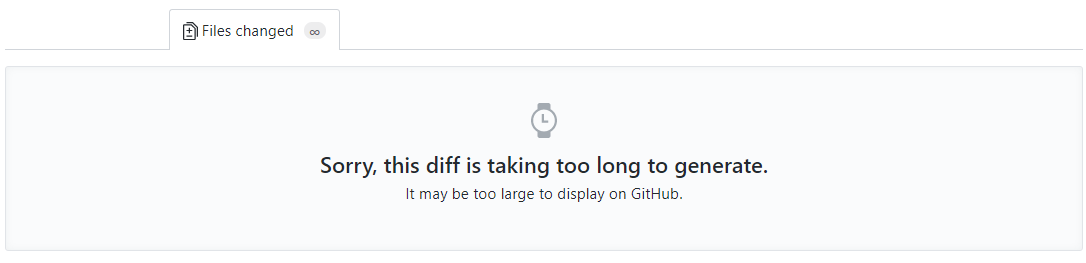 Files changed ∞
Sorry, this diff is taking too long to generate.
It may be too large to display on GitHub.